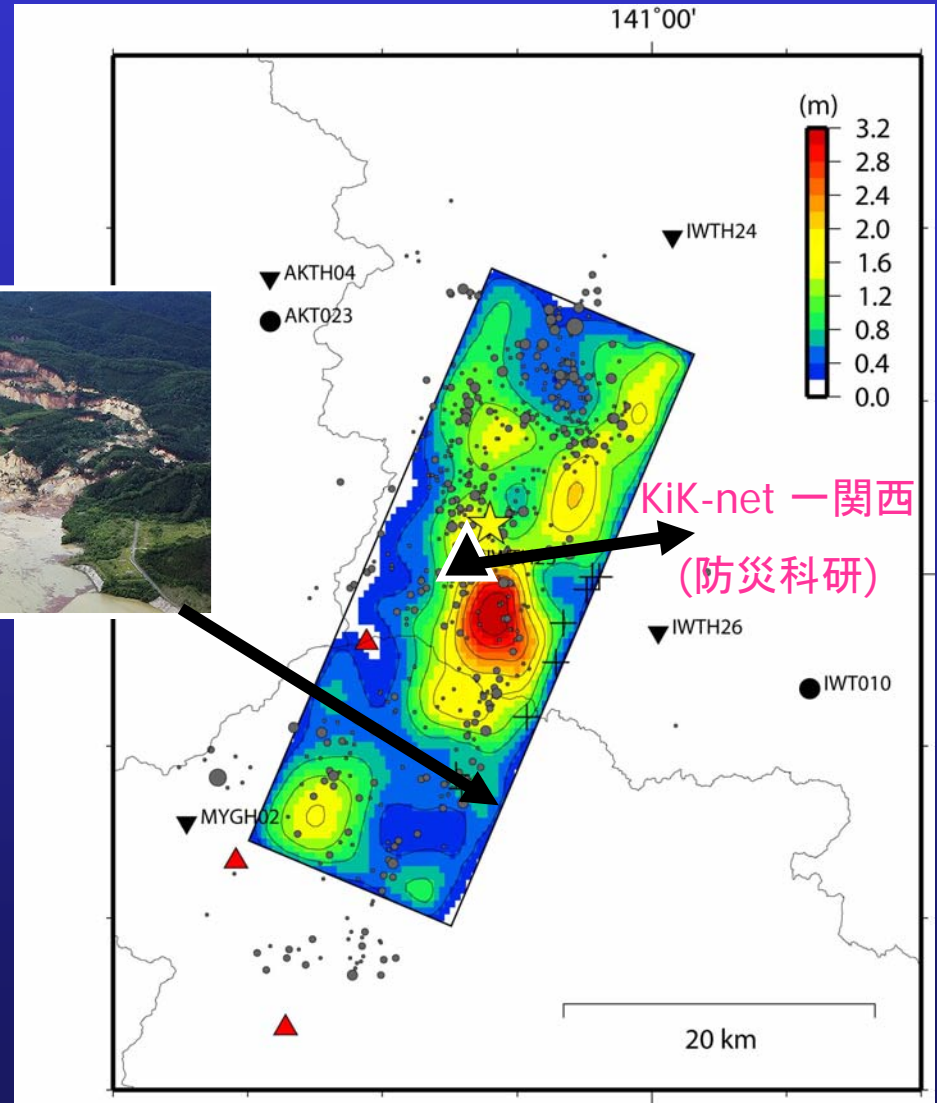 141°00'
(m)
3.2
2.8
2.4
2.0
1.6
1.2
0.8
0.4
0.0
IWTH24
AKTH04
AKT023
KiK-net 一関西
(防災科研)
IWTH26
IWT010
MYGH02
20 km